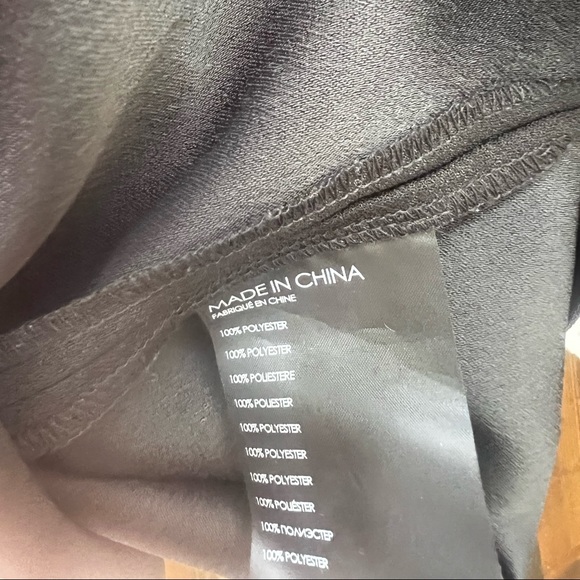 MADE IN CHINA
FABRIQUÉ EN CHINE
100% POLYESTER
100% POLYESTER
100% POLIESTERE
100% POLIESTER
100% POLYESTER
100% POLYESTER
100% POLYESTER
100% POLIÉSTER
100% ПОЛИЭСТЕР
100% POLYESTER